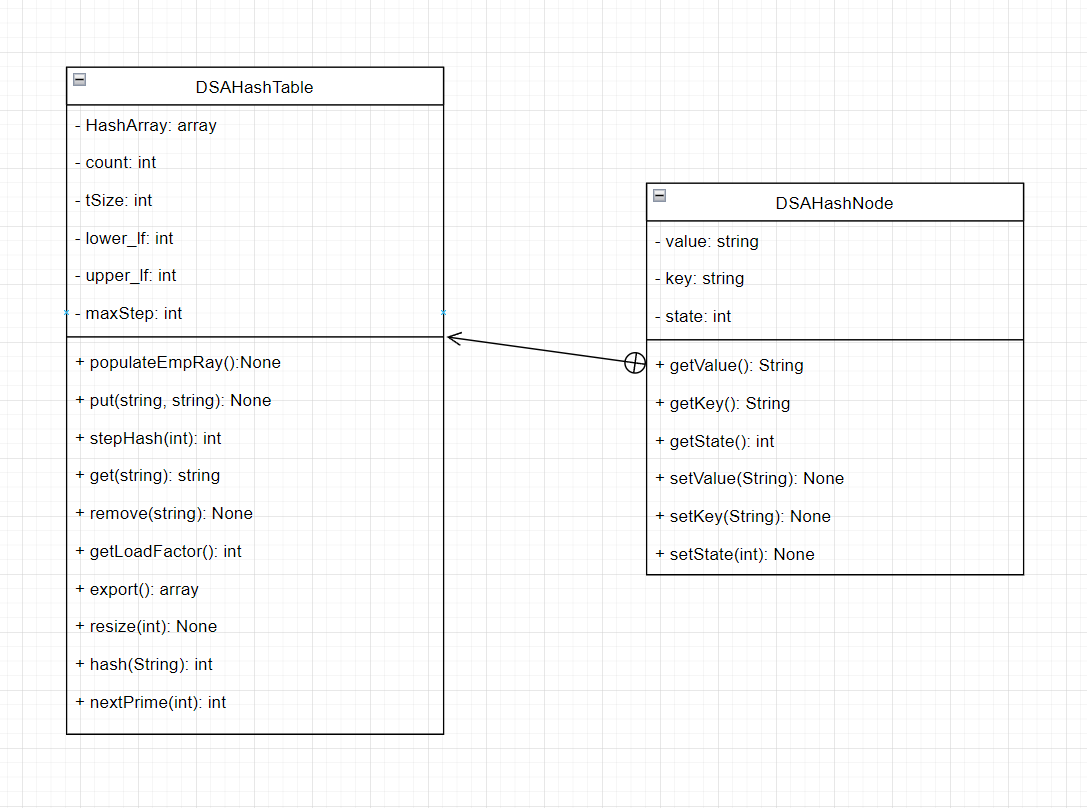 DSAHashTable
- HashArray: array
- count: int
- tSize: int
- lower_lf: int
- upper_lf: int
- maxStep: int
+ populateEmpRay():None
+ put(string, string): None
+ stepHash(int): int
+ get(string): string
+ remove(string): None
+ getLoadFactor(): int
+ export(): array
+ resize(int): None
+ hash(String): int
+ nextPrime(int): int
DSAHashNode
- value: string
- key: string
- state: int
+ getValue(): String
+ getKey(): String
+ getState(): int
+ setValue(String): None
+ setKey(String): None
+ setState(int): None